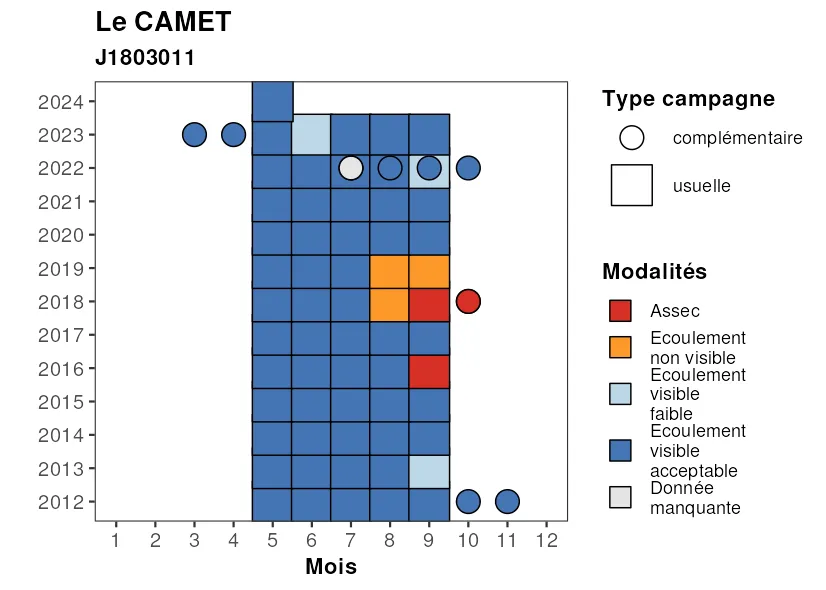 Le CAMET
J1803011
2024
2023
2022
2021
2020
2019
2018
2017
2016
2015
2014
2013
2012
1 2 3 4 5 6 7 8 9 10 11 12
Mois
Type campagne
complémentaire
usuelle
Modalités
Assec
Ecoulement
non visible
Ecoulement
visible
faible
Ecoulement
visible
acceptable
Donnée
manquante